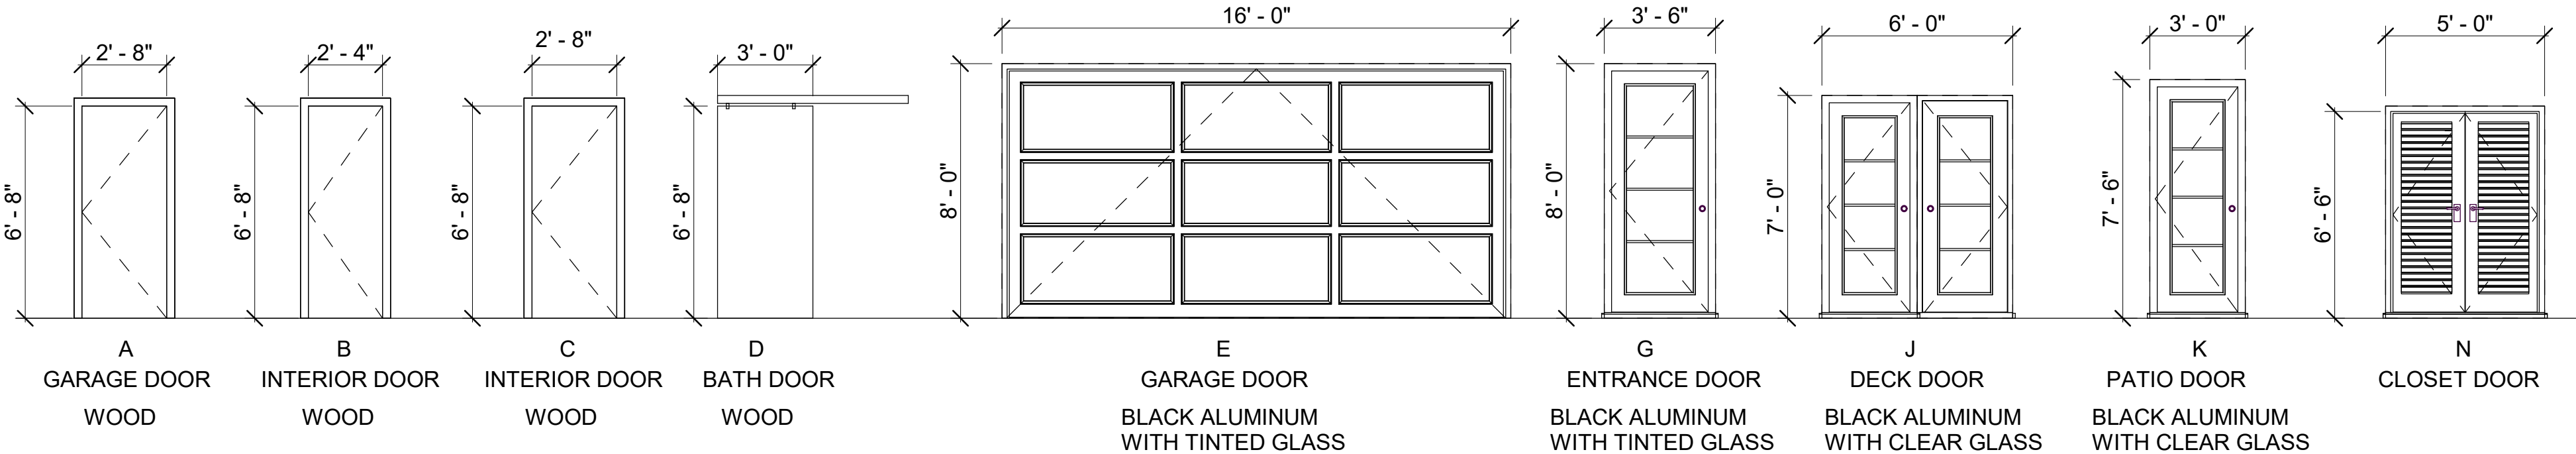 16' - 0"
3' - 6"
6' - 0"
3' - 0"
5' - 0"
2' - 8"
2' - 4"
2' - 8"
3' - 0"
6' - 8"
6' - 8"
6' - 8"
6' - 8"
8' - 0"
8' - 0"
7' - 0"
7' - 6"
6' - 6"
A
B
C
D
E
G
J
K
N
GARAGE DOOR
INTERIOR DOOR
INTERIOR DOOR
BATH DOOR
GARAGE DOOR
ENTRANCE DOOR
DECK DOOR
PATIO DOOR
CLOSET DOOR
WOOD
WOOD
WOOD
WOOD
BLACK ALUMINUM
WITH TINTED GLASS
BLACK ALUMINUM
WITH TINTED GLASS
BLACK ALUMINUM
WITH CLEAR GLASS
BLACK ALUMINUM
WITH CLEAR GLASS